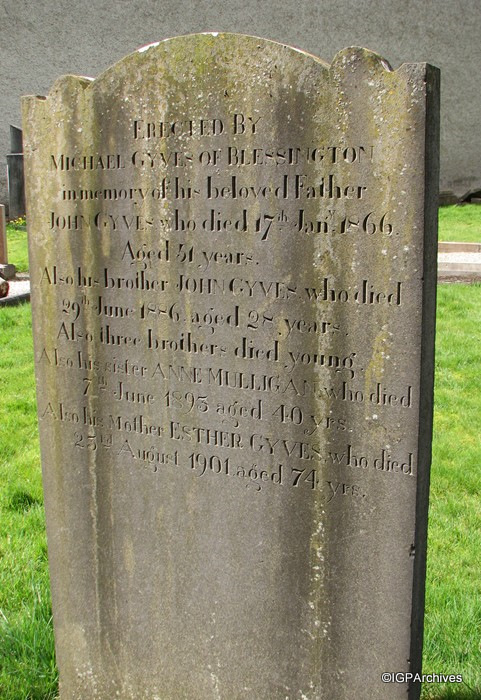 ERECTED BY
MICHAEL GYVES OF BLESSINGTON
in memory of his beloved Father
JOHN GYVES who died 17th Jany 1866.
Aged 51 years.
Also his brother JOHN GYVES, who died
29th June 1886, aged 28 years.
Also three brothers died young.
Also his sister ANNE MULLIGAN who died
7th June 1893 aged 40 yrs.
Also his Mother ESTHER GYVES, who died
23rd August 1901, aged 74 yrs.
©IGPArchives